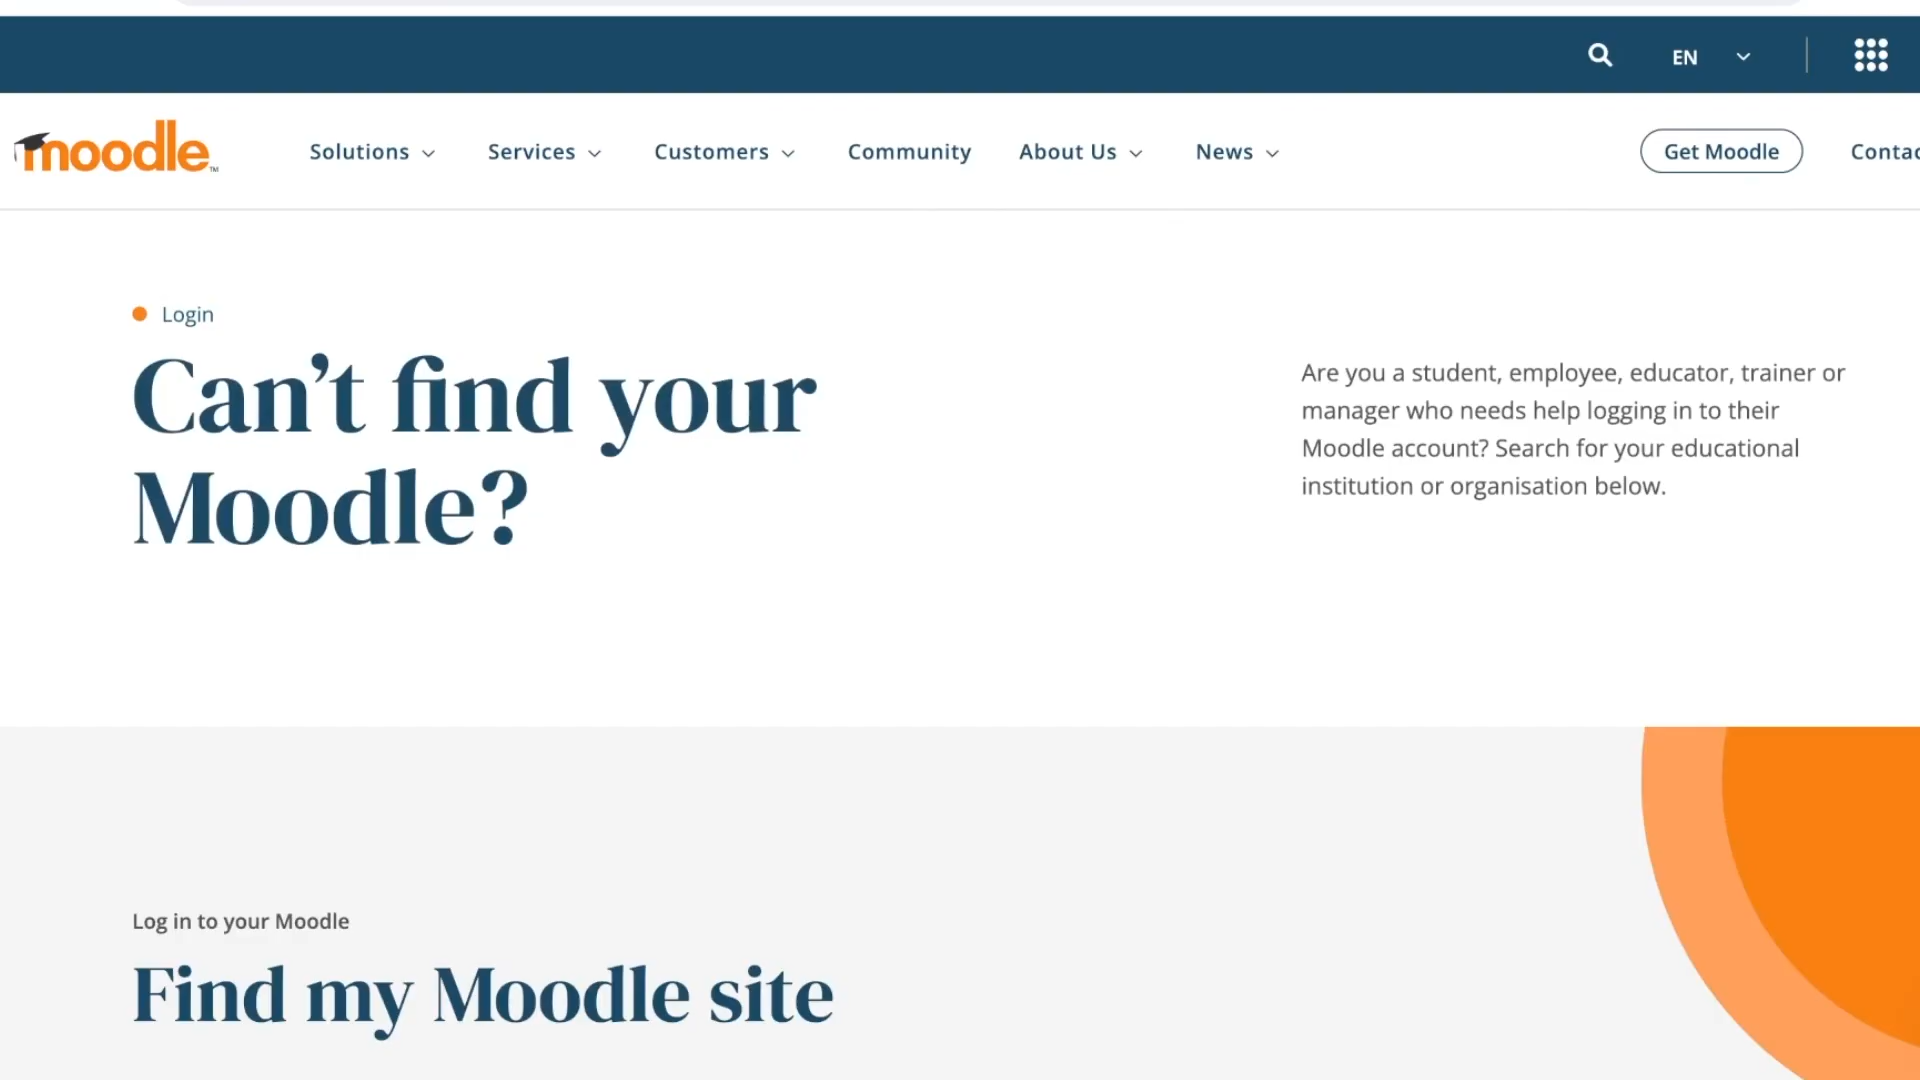 EN
moodle™
Solutions
Services
Customers
Community
About Us
News
Get Moodle
Login
Can’t find your
Moodle?
Are you a student, employee, educator, trainer or
manager who needs help logging in to their
Moodle account? Search for your educational
institution or organisation below.
Log in to your Moodle
Find my Moodle site